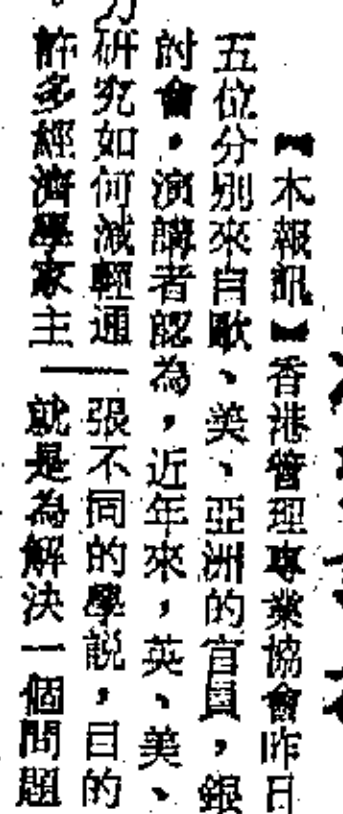 【本報訊】香港管理專業協會昨日
五位分別來自歐、美、亞洲的官員，銀
討會，演講者認為，近年來，英、美、
力研究如何減輕通
張不同的學説，目的
。許多經濟學家主
就是為解決一個問題